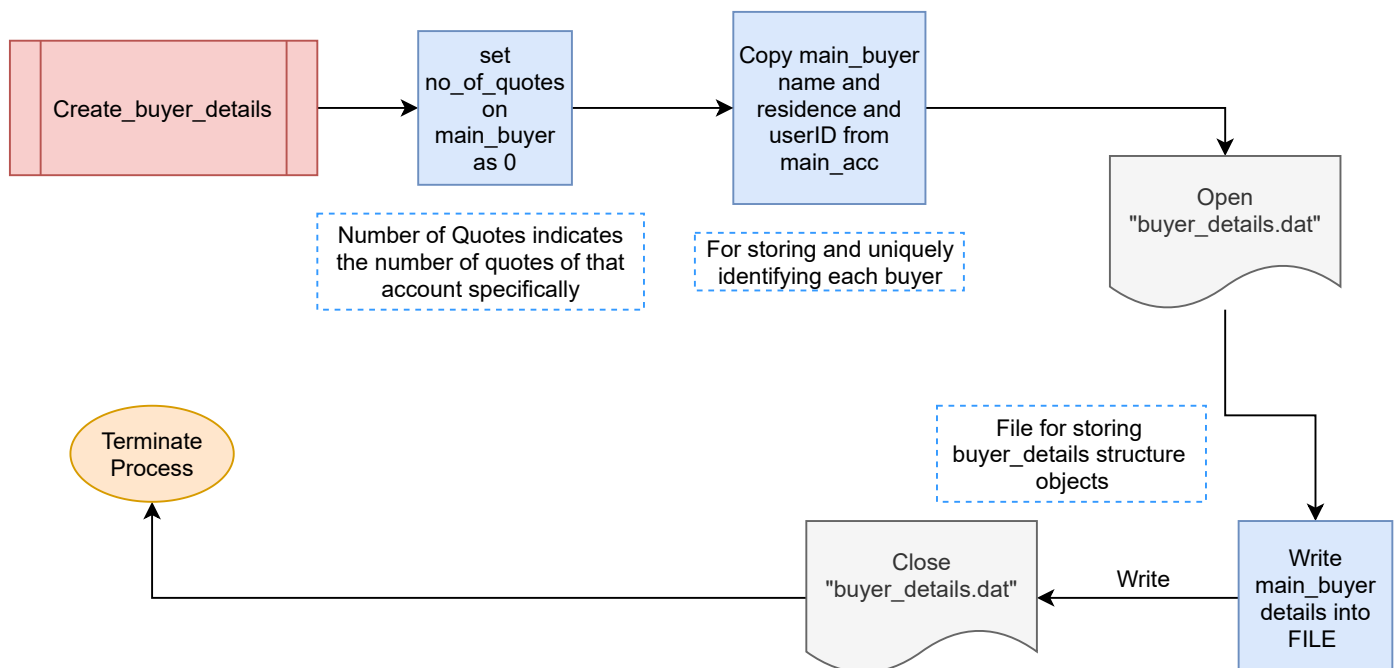 Create_buyer_details
set
no_of_quotes
on
main_buyer
as 0
Copy main_buyer
name and
residence and
userID from
main_acc
Number of Quotes indicates
the number of quotes of that
account specifically
For storing and uniquely
identifying each buyer
Open
"buyer_details.dat"
File for storing
buyer_details structure
objects
Write
main_buyer
details into
FILE
Write
Close
"buyer_details.dat"
Terminate
Process